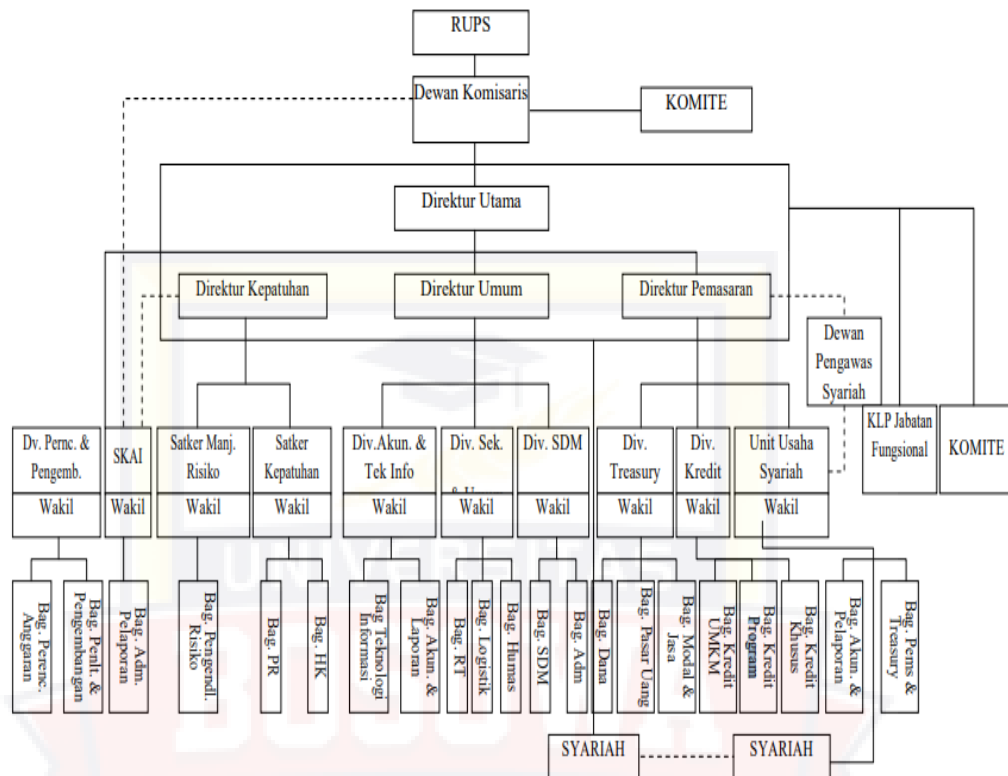 RUPS
Dewan Komisaris
KOMITE
Direktur Utama
Direktur Kepatuhan
Direktur Umum
Direktur Pemasaran
Dewan
Pengawas
Syariah
KLP Jabatan
Fungsional
KOMITE
Dv. Pernc. &
Pengemb.
Wakil
SKAI
Wakil
Satker Manj.
Risiko
Wakil
Satker
Kepatuhan
Wakil
Div.Akun. &
Tek Info
Wakil
Div. Sek.
Wakil
Div. SDM
Wakil
Div.
Treasury
Wakil
Div.
Kredit
Wakil
Unit Usaha
Syariah
Wakil
Bag. Perenc.
Anggaran
Bag. Penlt. &
Pengembangan
Bag. Adm.
Pelaporan
Bag. Pengendl.
Risiko
Bag. PR
Bag. HK
Bag Teknologi
Informasi
Bag. Akun. &
Laporan
Bag. RT
Bag. Logistik
Bag. Humas
Bag. SDM
Bag. Adm
Bag. Dana
Bag. Pasar Uang
Bag. Modal &
Jasa
Bag. Kredit
UMKM
Bag. Kredit
Program
Bag. Kredit
Khusus
Bag. Akun. &
Pelaporan
Bag. Pems &
Treasury
SYARIAH
SYARIAH
UNIVERSITAS
BOSOWA